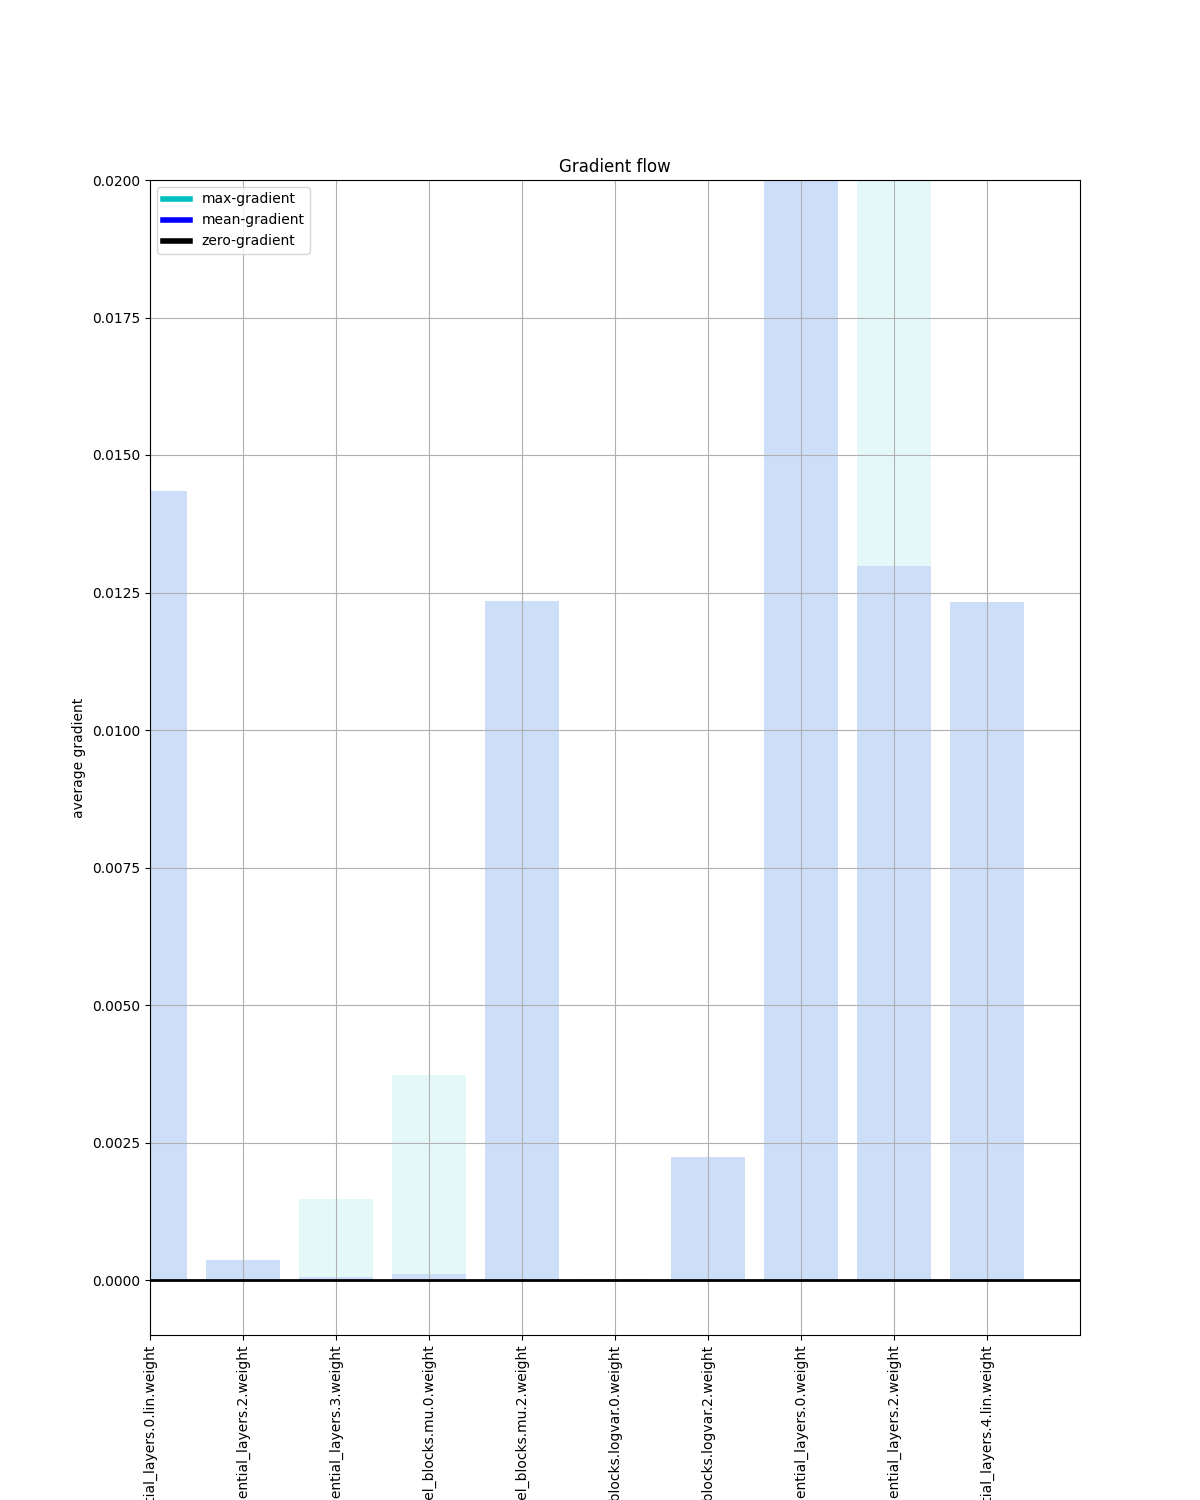 Gradient flow
max-gradient
mean-gradient
zero-gradient
0.0200
0.0175
0.0150
0.0125
0.0100
0.0075
0.0050
0.0025
0.0000
average gradient
tial_layers.0.lin.weight
ential_layers.2.weight
ential_layers.3.weight
el_blocks.mu.0.weight
el_blocks.mu.2.weight
blocks.logvar.0.weight
blocks.logvar.2.weight
ential_layers.0.weight
ential_layers.2.weight
tial_layers.4.lin.weight